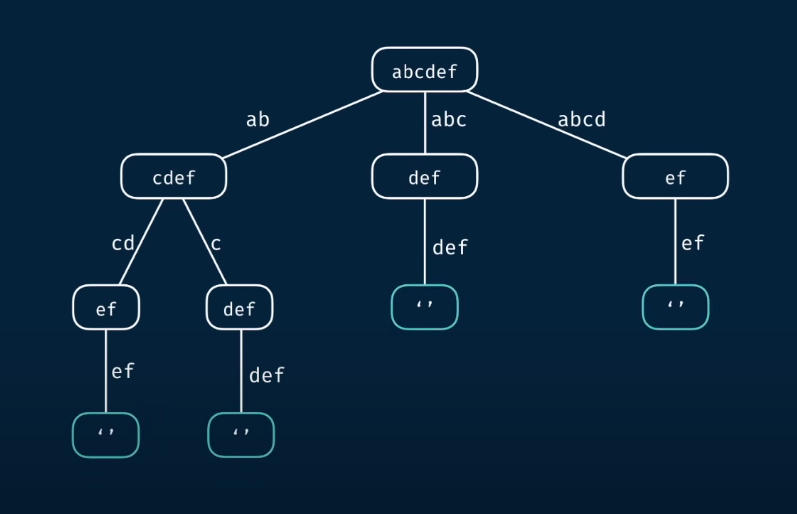 abcdef
ab
abc
abcd
cdef
def
ef
cd
c
def
ef
ef
def
‘’
‘’
ef
def
‘’
‘’